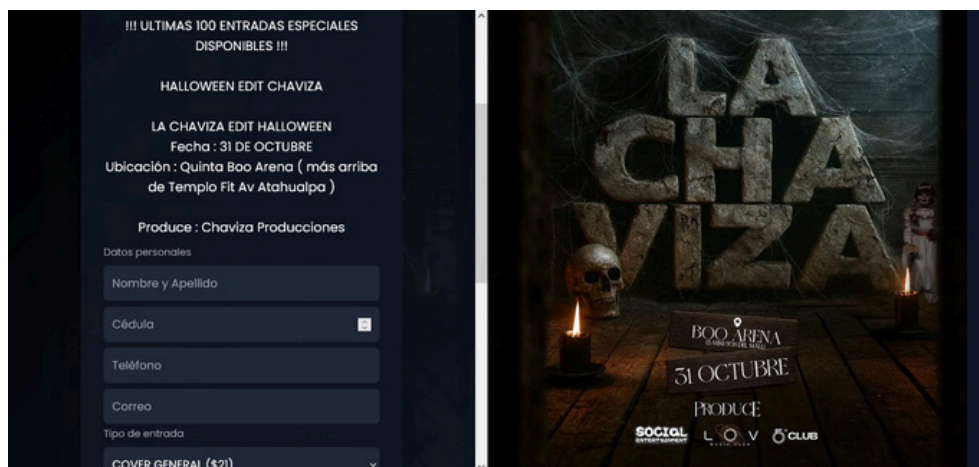 !!! ULTIMAS 100 ENTRADAS ESPECIALES
DISPONIBLES !!!
HALLOWEEN EDIT CHAVIZA
LA CHAVIZA EDIT HALLOWEEN
Fecha : 31 DE OCTUBRE
Ubicación : Quinta Boo Arena ( más arriba
de Templo Fit Av Atahualpa )
Produce : Chaviza Producciones
Datos personales
Nombre y Apellido
Cédula
Teléfono
Correo
Tipo de entrada
COVER GENERAL ($21)
LA
CHA
VIZA
BOO ARENA
31 OCTUBRE
PRODUCE
SOCIAL
ENTERTAINMENT
LOV
CLUB